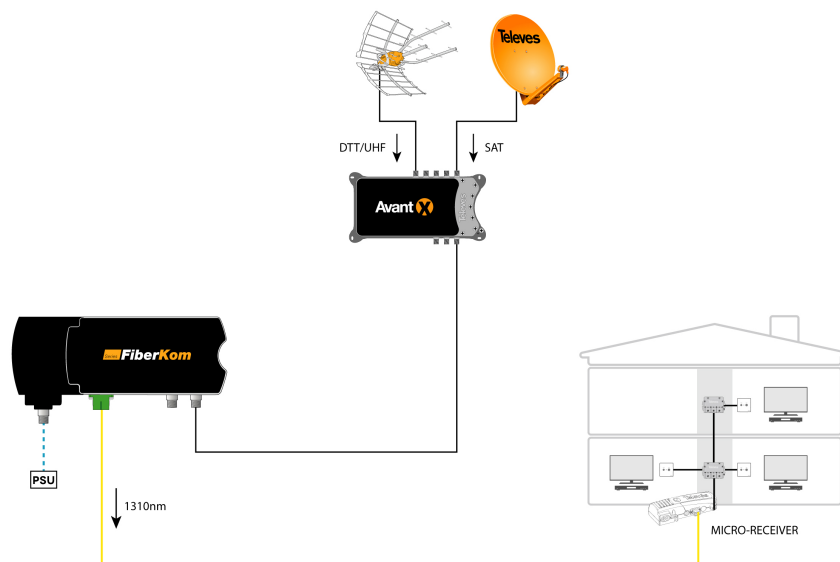 Televes
DTT/UHF
SAT
Avant X
FiberKom
PSU
1310nm
MICRO-RECEIVER